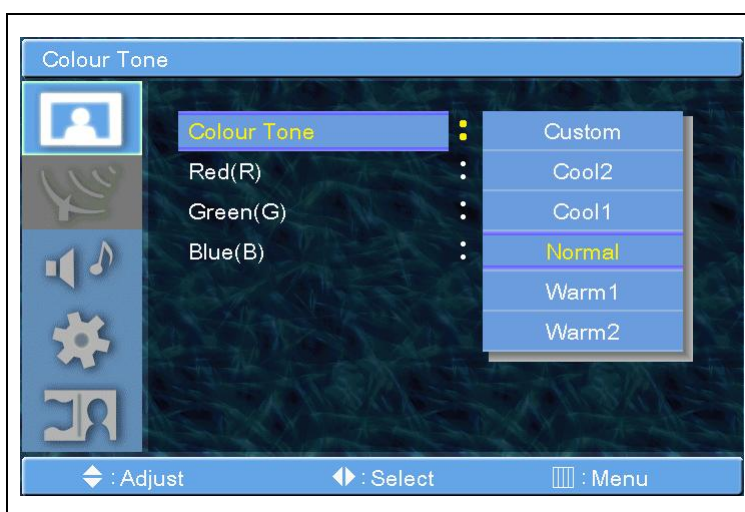 Colour Tone
Colour Tone : Custom
Red(R) : Cool2
Green(G) : Cool1
Blue(B) : Normal
Warm1
Warm2
: Adjust : Select : Menu